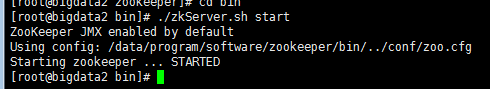 [root@bigdata2 zookeeper]# cd bin
[root@bigdata2 bin]# ./zkServer.sh start
ZooKeeper JMX enabled by default
Using config: /data/program/software/zookeeper/bin/../conf/zoo.cfg
Starting zookeeper ... STARTED
[root@bigdata2 bin]#